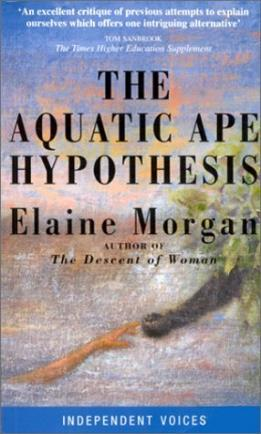 'An excellent critique of previous attempts to explain
ourselves which offers one intriguing alternative'
TOM SANBROOK
The Times Higher Education Supplement
THE
AQUATIC APE
HYPOTHESIS
Elaine Morgan
AUTHOR OF
The Descent of Woman
INDEPENDENT VOICES